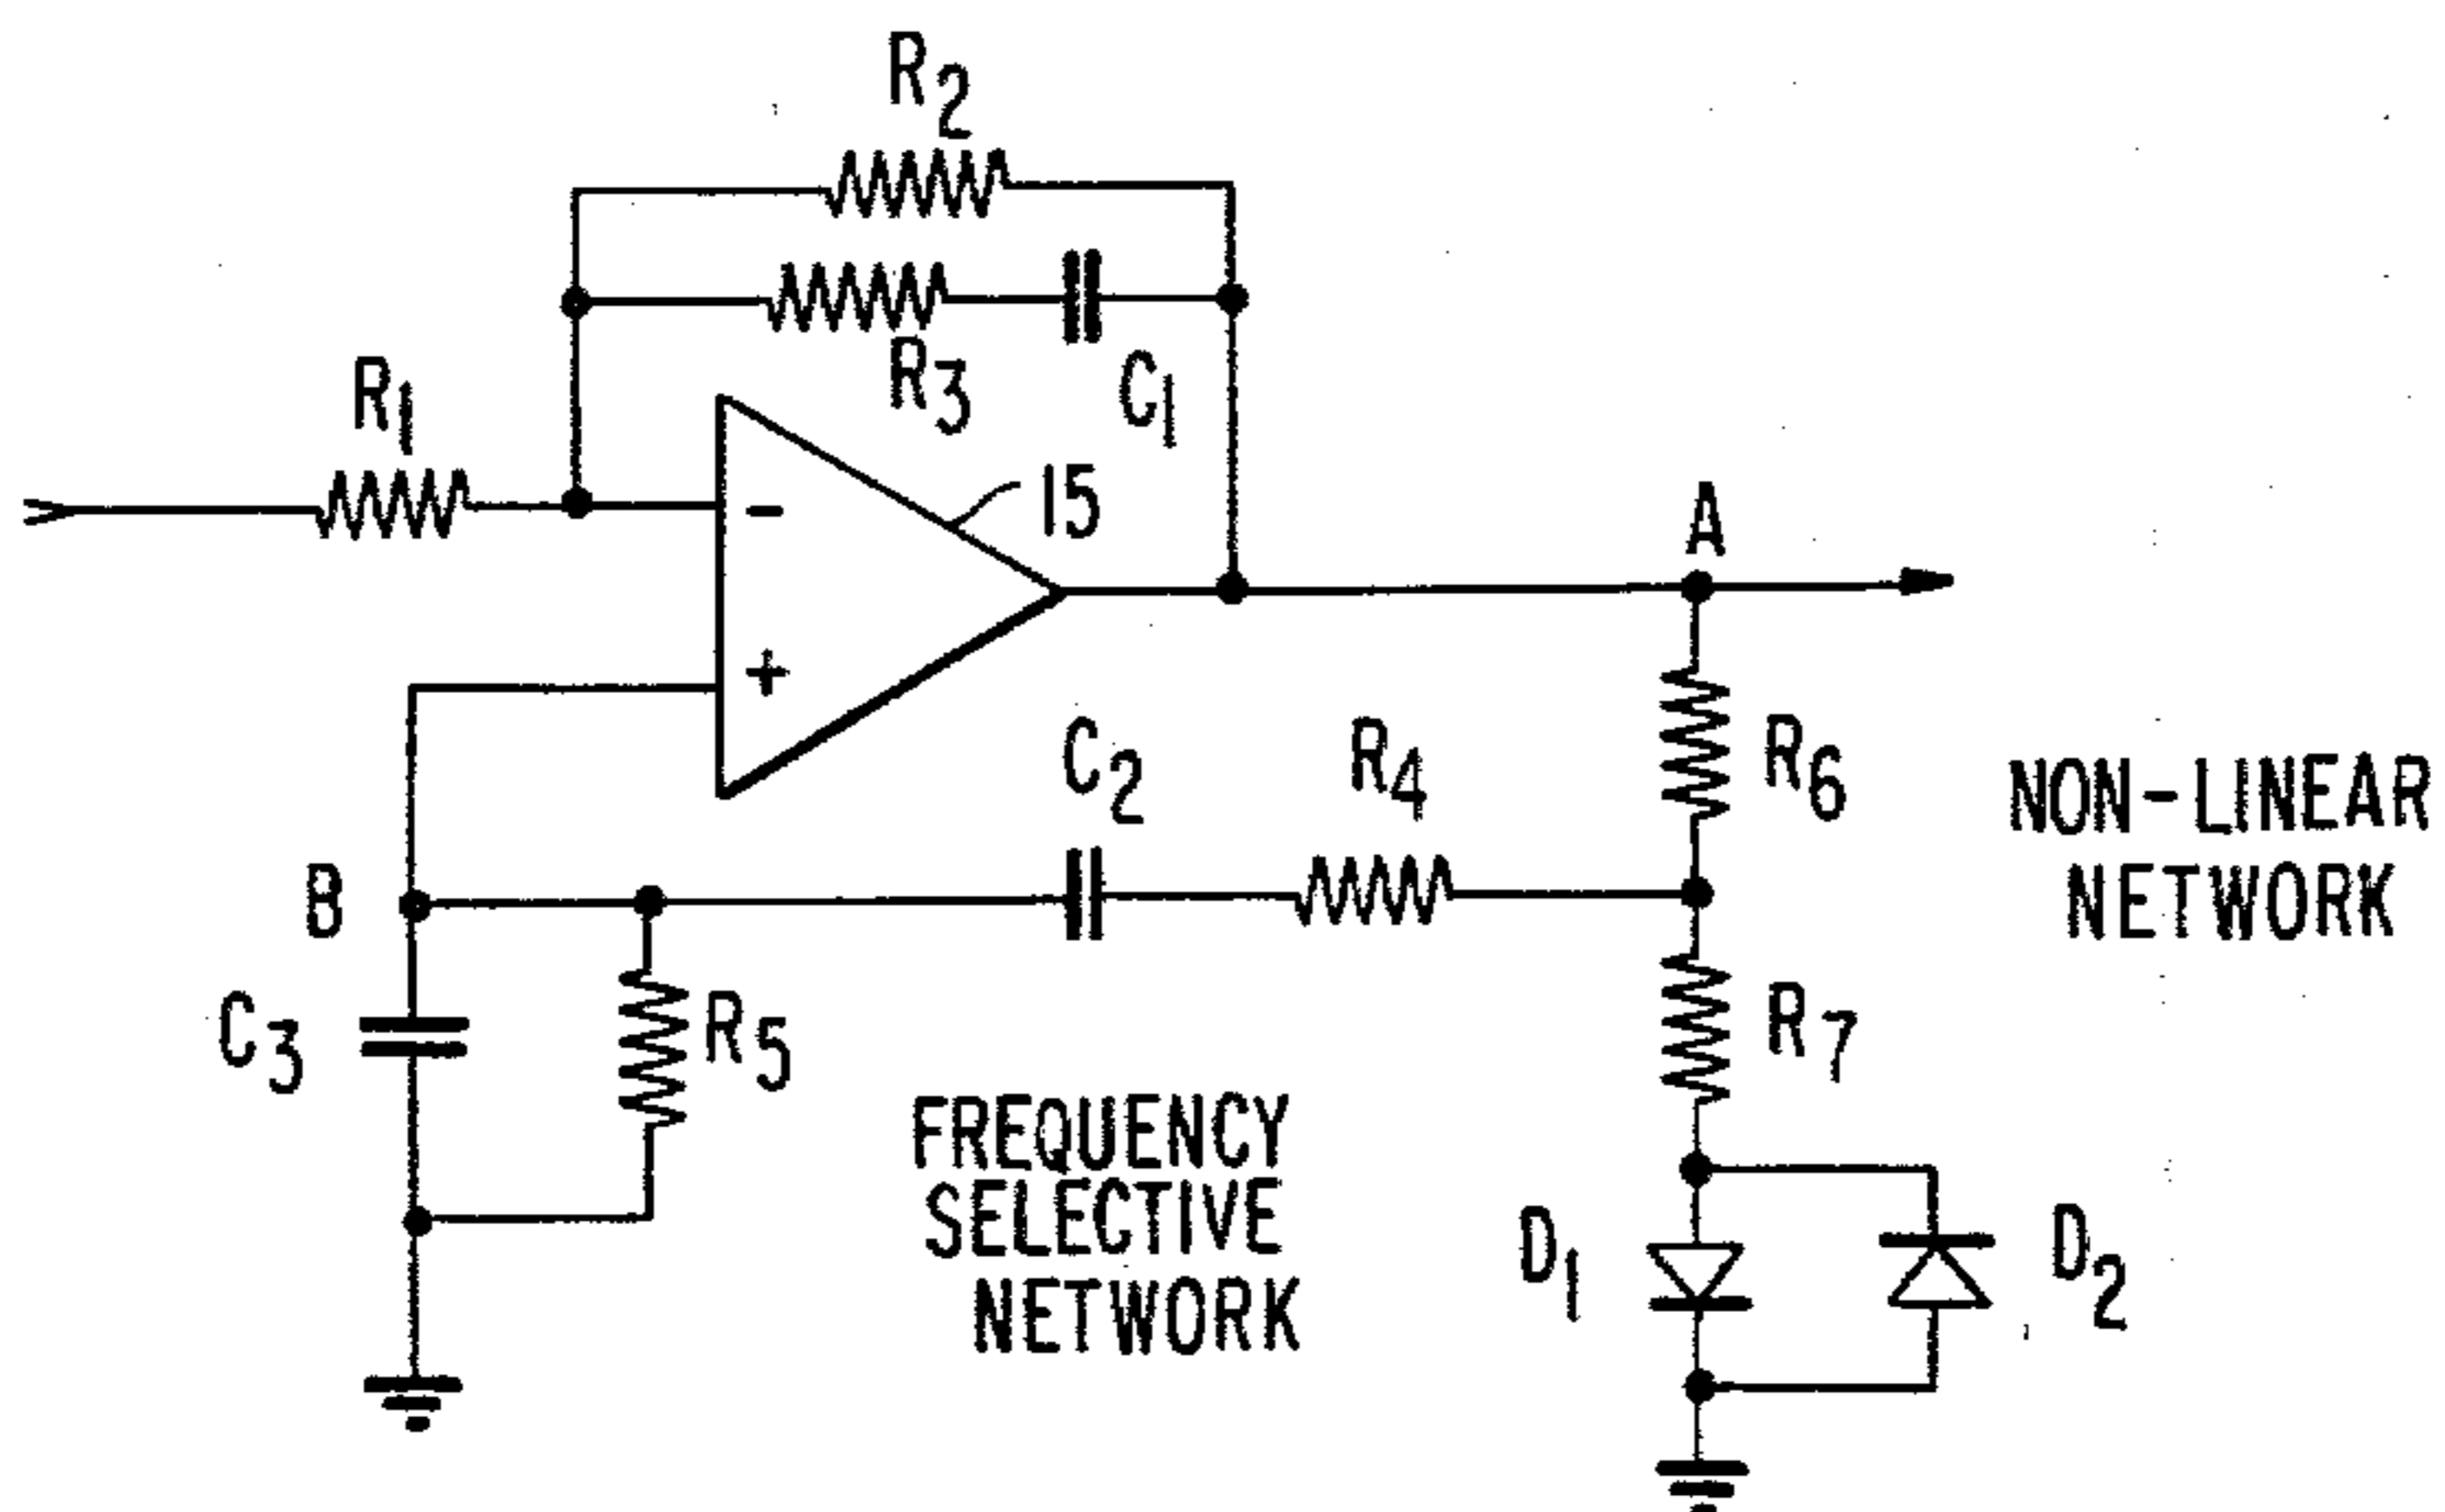 R2
R3
C1
R1
15
-
+
A
C2
R4
R6
NON-LINEAR
NETWORK
B
C3
R5
R7
FREQUENCY
SELECTIVE
NETWORK
D1
D2